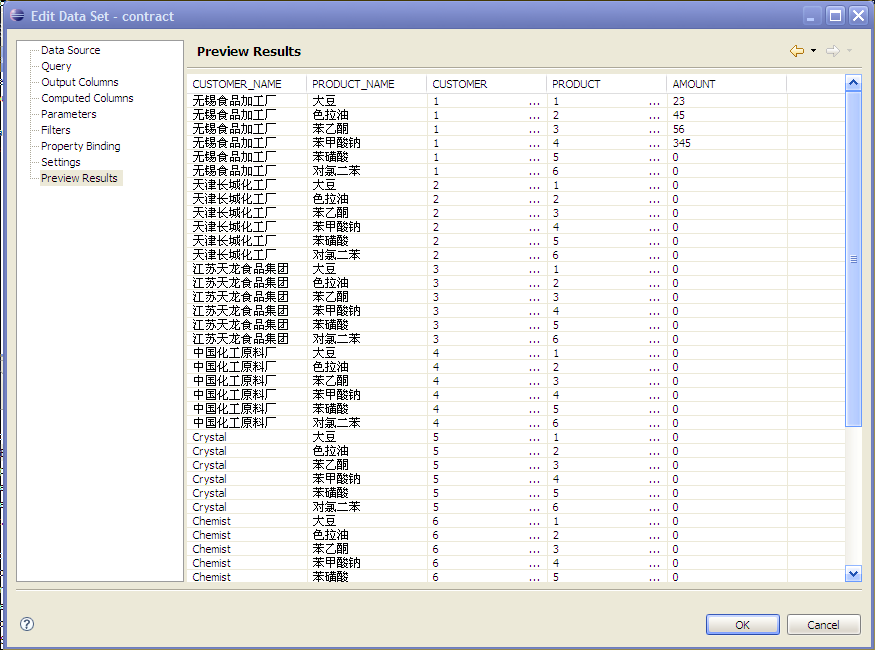 Edit Data Set - contract
Data Source
Query
Output Columns
Computed Columns
Parameters
Filters
Property Binding
Settings
Preview Results
Preview Results
CUSTOMER_NAME PRODUCT_NAME CUSTOMER PRODUCT AMOUNT
无锡食品加工厂 大豆 1 ... 1 ... 23
无锡食品加工厂 色拉油 1 ... 2 ... 45
无锡食品加工厂 苯乙酮 1 ... 3 ... 56
无锡食品加工厂 苯甲酸钠 1 ... 4 ... 345
无锡食品加工厂 苯磺酸 1 ... 5 ... 0
无锡食品加工厂 对氯二苯 1 ... 6 ... 0
天津长城化工厂 大豆 2 ... 1 ... 0
天津长城化工厂 色拉油 2 ... 2 ... 0
天津长城化工厂 苯乙酮 2 ... 3 ... 0
天津长城化工厂 苯甲酸钠 2 ... 4 ... 0
天津长城化工厂 苯磺酸 2 ... 5 ... 0
天津长城化工厂 对氯二苯 2 ... 6 ... 0
江苏天龙食品集团 大豆 3 ... 1 ... 0
江苏天龙食品集团 色拉油 3 ... 2 ... 0
江苏天龙食品集团 苯乙酮 3 ... 3 ... 0
江苏天龙食品集团 苯甲酸钠 3 ... 4 ... 0
江苏天龙食品集团 苯磺酸 3 ... 5 ... 0
江苏天龙食品集团 对氯二苯 3 ... 6 ... 0
中国化工原料厂 大豆 4 ... 1 ... 0
中国化工原料厂 色拉油 4 ... 2 ... 0
中国化工原料厂 苯乙酮 4 ... 3 ... 0
中国化工原料厂 苯甲酸钠 4 ... 4 ... 0
中国化工原料厂 苯磺酸 4 ... 5 ... 0
中国化工原料厂 对氯二苯 4 ... 6 ... 0
Crystal 大豆 5 ... 1 ... 0
Crystal 色拉油 5 ... 2 ... 0
Crystal 苯乙酮 5 ... 3 ... 0
Crystal 苯甲酸钠 5 ... 4 ... 0
Crystal 苯磺酸 5 ... 5 ... 0
Crystal 对氯二苯 5 ... 6 ... 0
Chemist 大豆 6 ... 1 ... 0
Chemist 色拉油 6 ... 2 ... 0
Chemist 苯乙酮 6 ... 3 ... 0
Chemist 苯甲酸钠 6 ... 4 ... 0
Chemist 苯磺酸 6 ... 5 ... 0
?
OK
Cancel